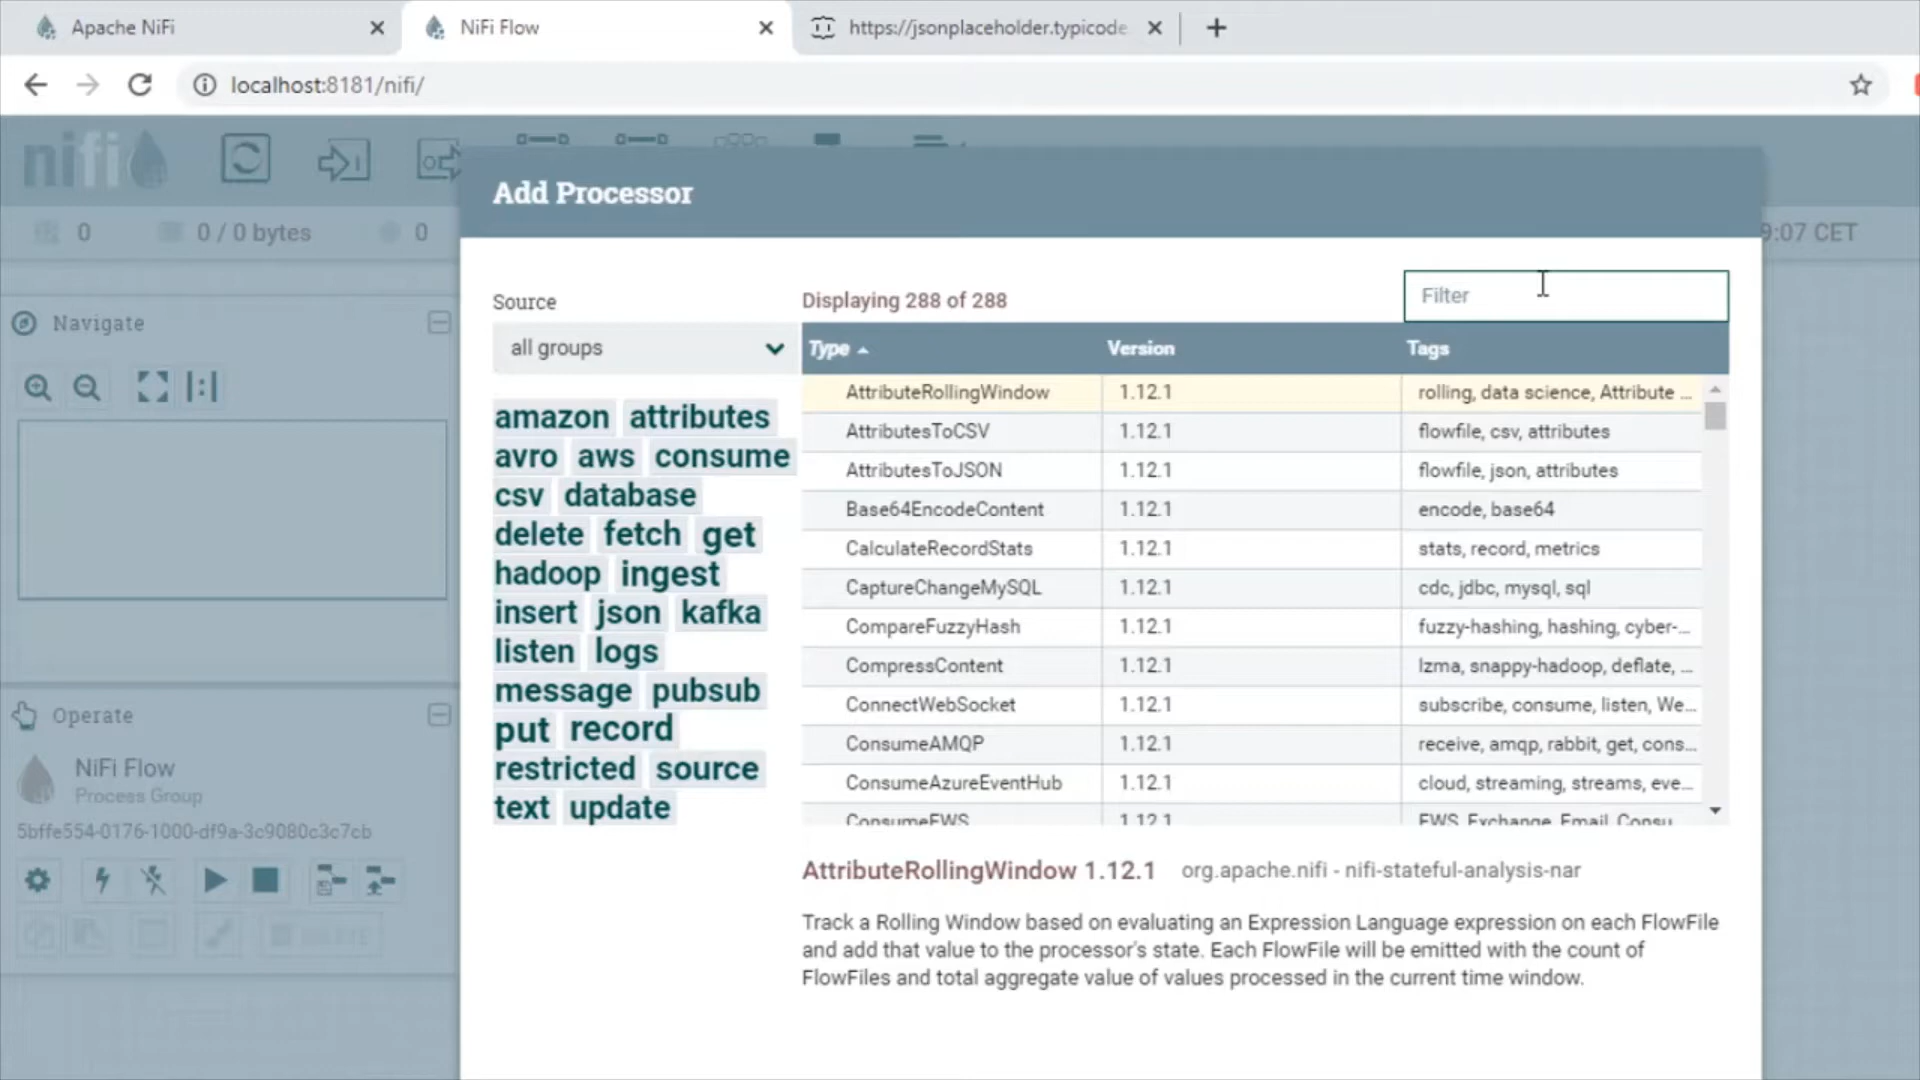 Apache NiFi
NiFi Flow
https://jsonplaceholder.typicode
localhost:8181/nifi/
nifi
Add Processor
0
0 / 0 bytes
0
9:07 CET
Navigate
Source
all groups
amazon attributes
avro aws consume
csv database
delete fetch get
hadoop ingest
insert json kafka
listen logs
message pubsub
put record
restricted source
text update
Displaying 288 of 288
Filter
Type Version Tags
AttributeRollingWindow 1.12.1 rolling, data science, Attribute ...
AttributesToCSV 1.12.1 flowfile, csv, attributes
AttributesToJSON 1.12.1 flowfile, json, attributes
Base64EncodeContent 1.12.1 encode, base64
CalculateRecordStats 1.12.1 stats, record, metrics
CaptureChangeMySQL 1.12.1 cdc, jdbc, mysql, sql
CompareFuzzyHash 1.12.1 fuzzy-hashing, hashing, cyber-...
CompressContent 1.12.1 lzma, snappy-hadoop, deflate, ...
ConnectWebSocket 1.12.1 subscribe, consume, listen, We...
ConsumeAMQP 1.12.1 receive, amqp, rabbit, get, cons...
ConsumeAzureEventHub 1.12.1 cloud, streaming, streams, eve...
ConsumeEWS 1.12.1 EWS, Exchange, Email, Consu...
AttributeRollingWindow 1.12.1 org.apache.nifi - nifi-stateful-analysis-nar
Track a Rolling Window based on evaluating an Expression Language expression on each FlowFile
and add that value to the processor's state. Each FlowFile will be emitted with the count of
FlowFiles and total aggregate value of values processed in the current time window.
Operate
NiFi Flow
Process Group
5bffe554-0176-1000-df9a-3c9080c3c7cb
DELETE